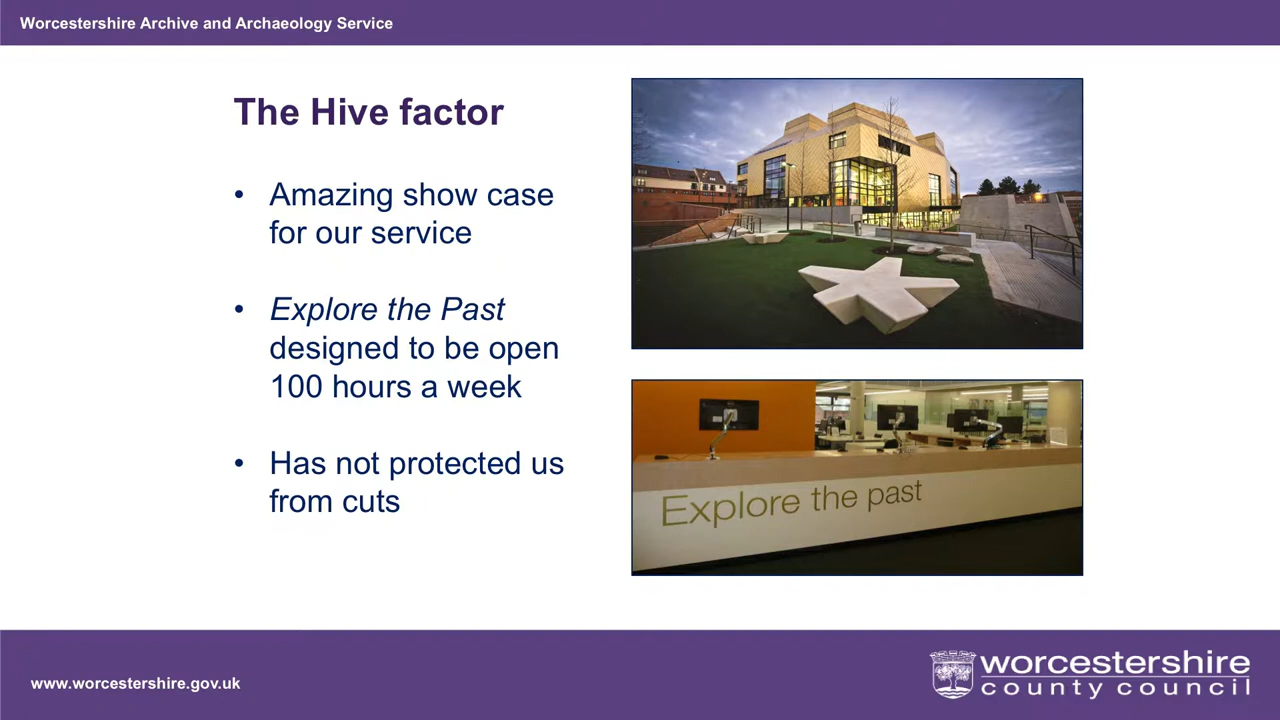 Worcestershire Archive and Archaeology Service
The Hive factor
• Amazing show case
for our service
• Explore the Past
designed to be open
100 hours a week
• Has not protected us
from cuts
Explore the past
www.worcestershire.gov.uk
worcestershire
county council